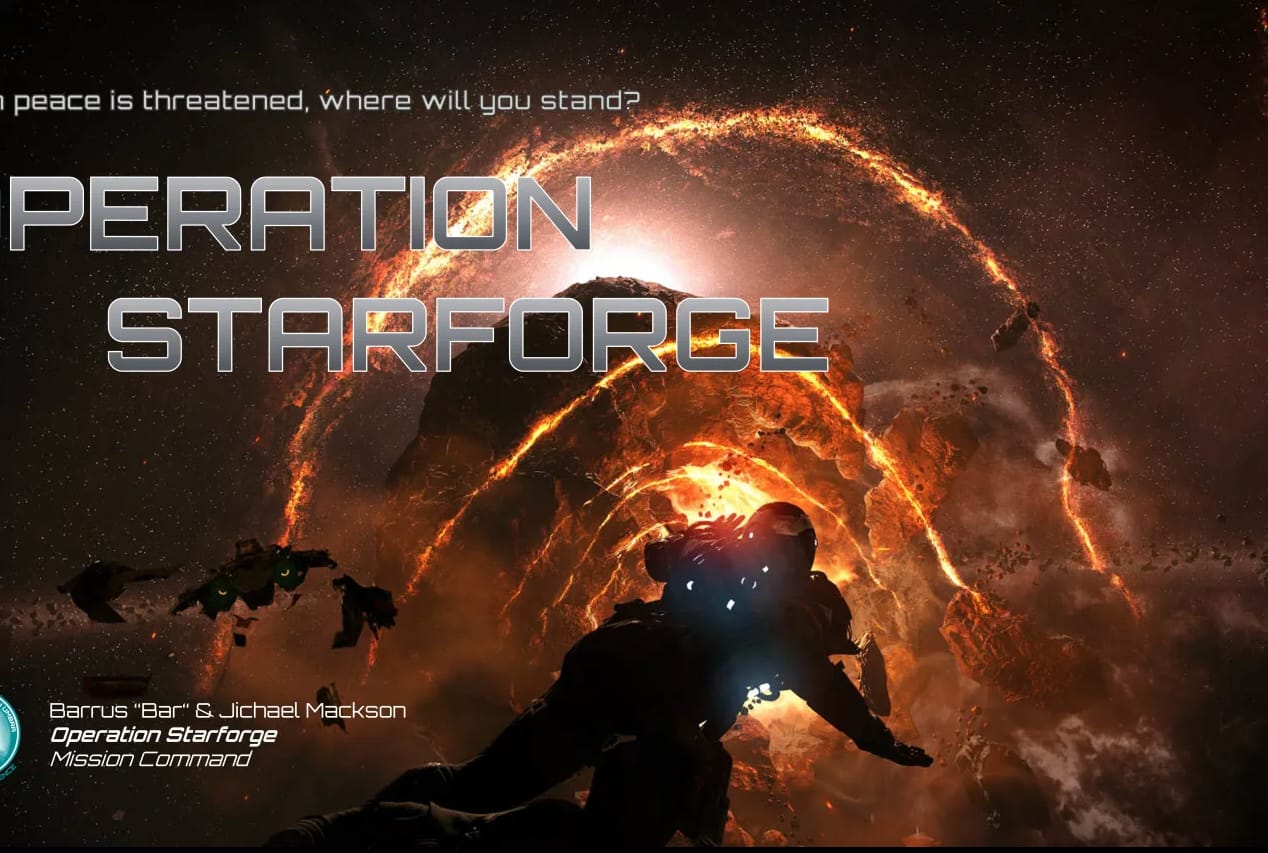 peace is threatened, where will you stand?
PERATION
STARFORGE
Barrus “Bar“ & Jichael Mackson
Operation Starforge
Mission Command